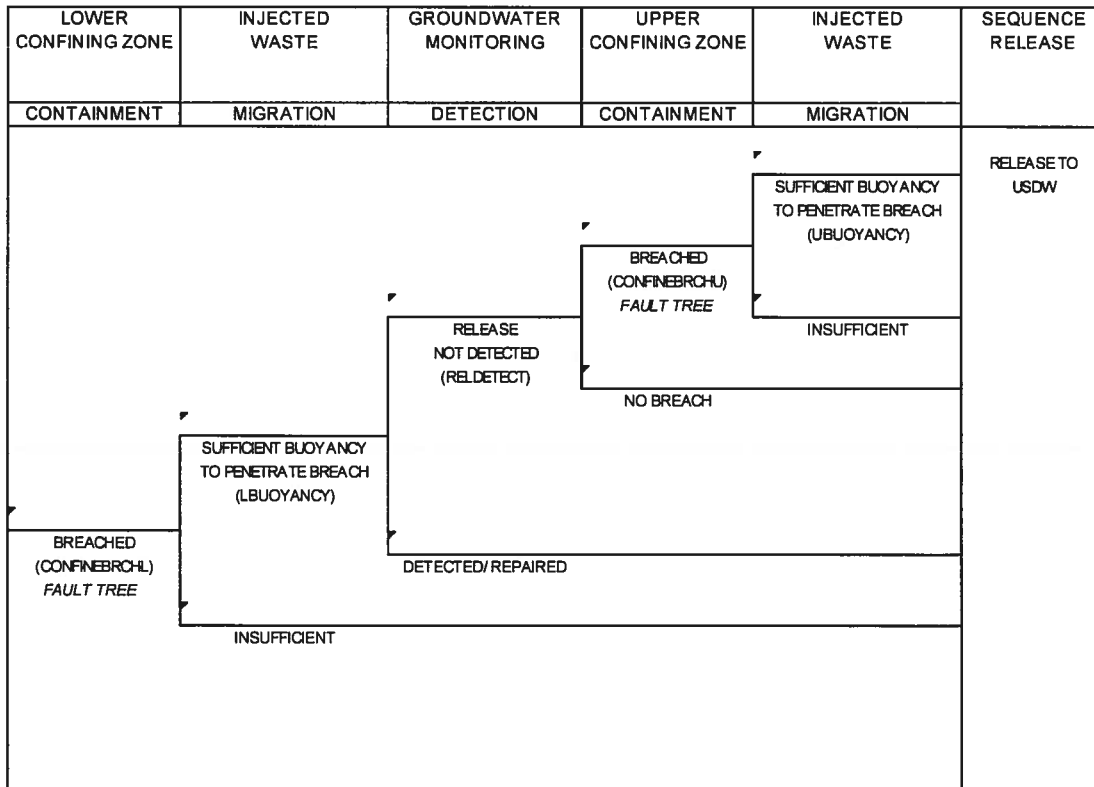 LOWER
CONFINING ZONE
INJECTED
WASTE
GROUNDWATER
MONITORING
UPPER
CONFINING ZONE
INJECTED
WASTE
SEQUENCE
RELEASE
CONTAINMENT
MIGRATION
DETECTION
CONTAINMENT
MIGRATION
RELEASE TO
USDW
SUFFICIENT BUOYANCY
TO PENETRATE BREACH
(UBUOYANCY)
BREACHED
(CONFINEBRCHU)
FAULT TREE
INSUFFICIENT
RELEASE
NOT DETECTED
(RELDETECT)
NO BREACH
SUFFICIENT BUOYANCY
TO PENETRATE BREACH
(LBUOYANCY)
BREACHED
(CONFINEBRCHL)
FAULT TREE
DETECTED/REPAIRED
INSUFFICIENT